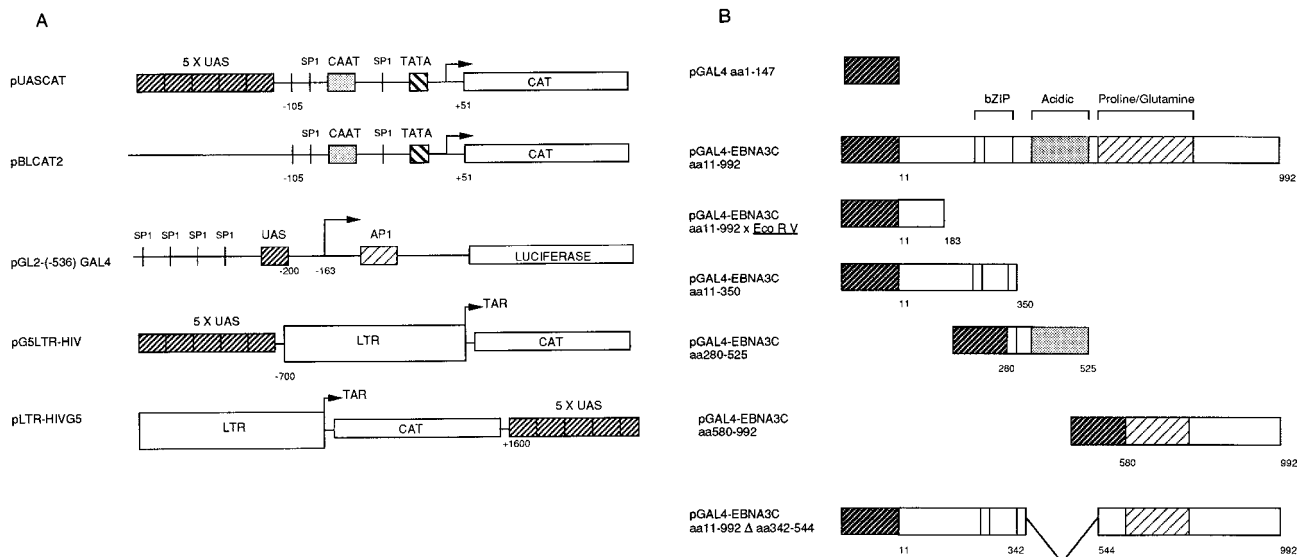 A
pUASCAT
5 X UAS
SP1
CAAT
SP1
TATA
CAT
-105
+51
pBLCAT2
SP1
CAAT
SP1
TATA
CAT
-105
+51
pGL2-(-536) GAL4
SP1
SP1
SP1
SP1
UAS
AP1
LUCIFERASE
-200
-163
pG5LTR-HIV
5 X UAS
TAR
LTR
CAT
-700
pLTR-HIVG5
TAR
5 X UAS
LTR
CAT
+1600
B
pGAL4 aa1-147
bZIP
Acidic
Proline/Glutamine
pGAL4-EBNA3C
aa11-992
11
992
pGAL4-EBNA3C
aa11-992 x Eco R V
11
183
pGAL4-EBNA3C
aa11-350
11
350
pGAL4-EBNA3C
aa280-525
280
525
pGAL4-EBNA3C
aa580-992
580
992
pGAL4-EBNA3C
aa11-992 Δ aa342-544
11
342
544
992